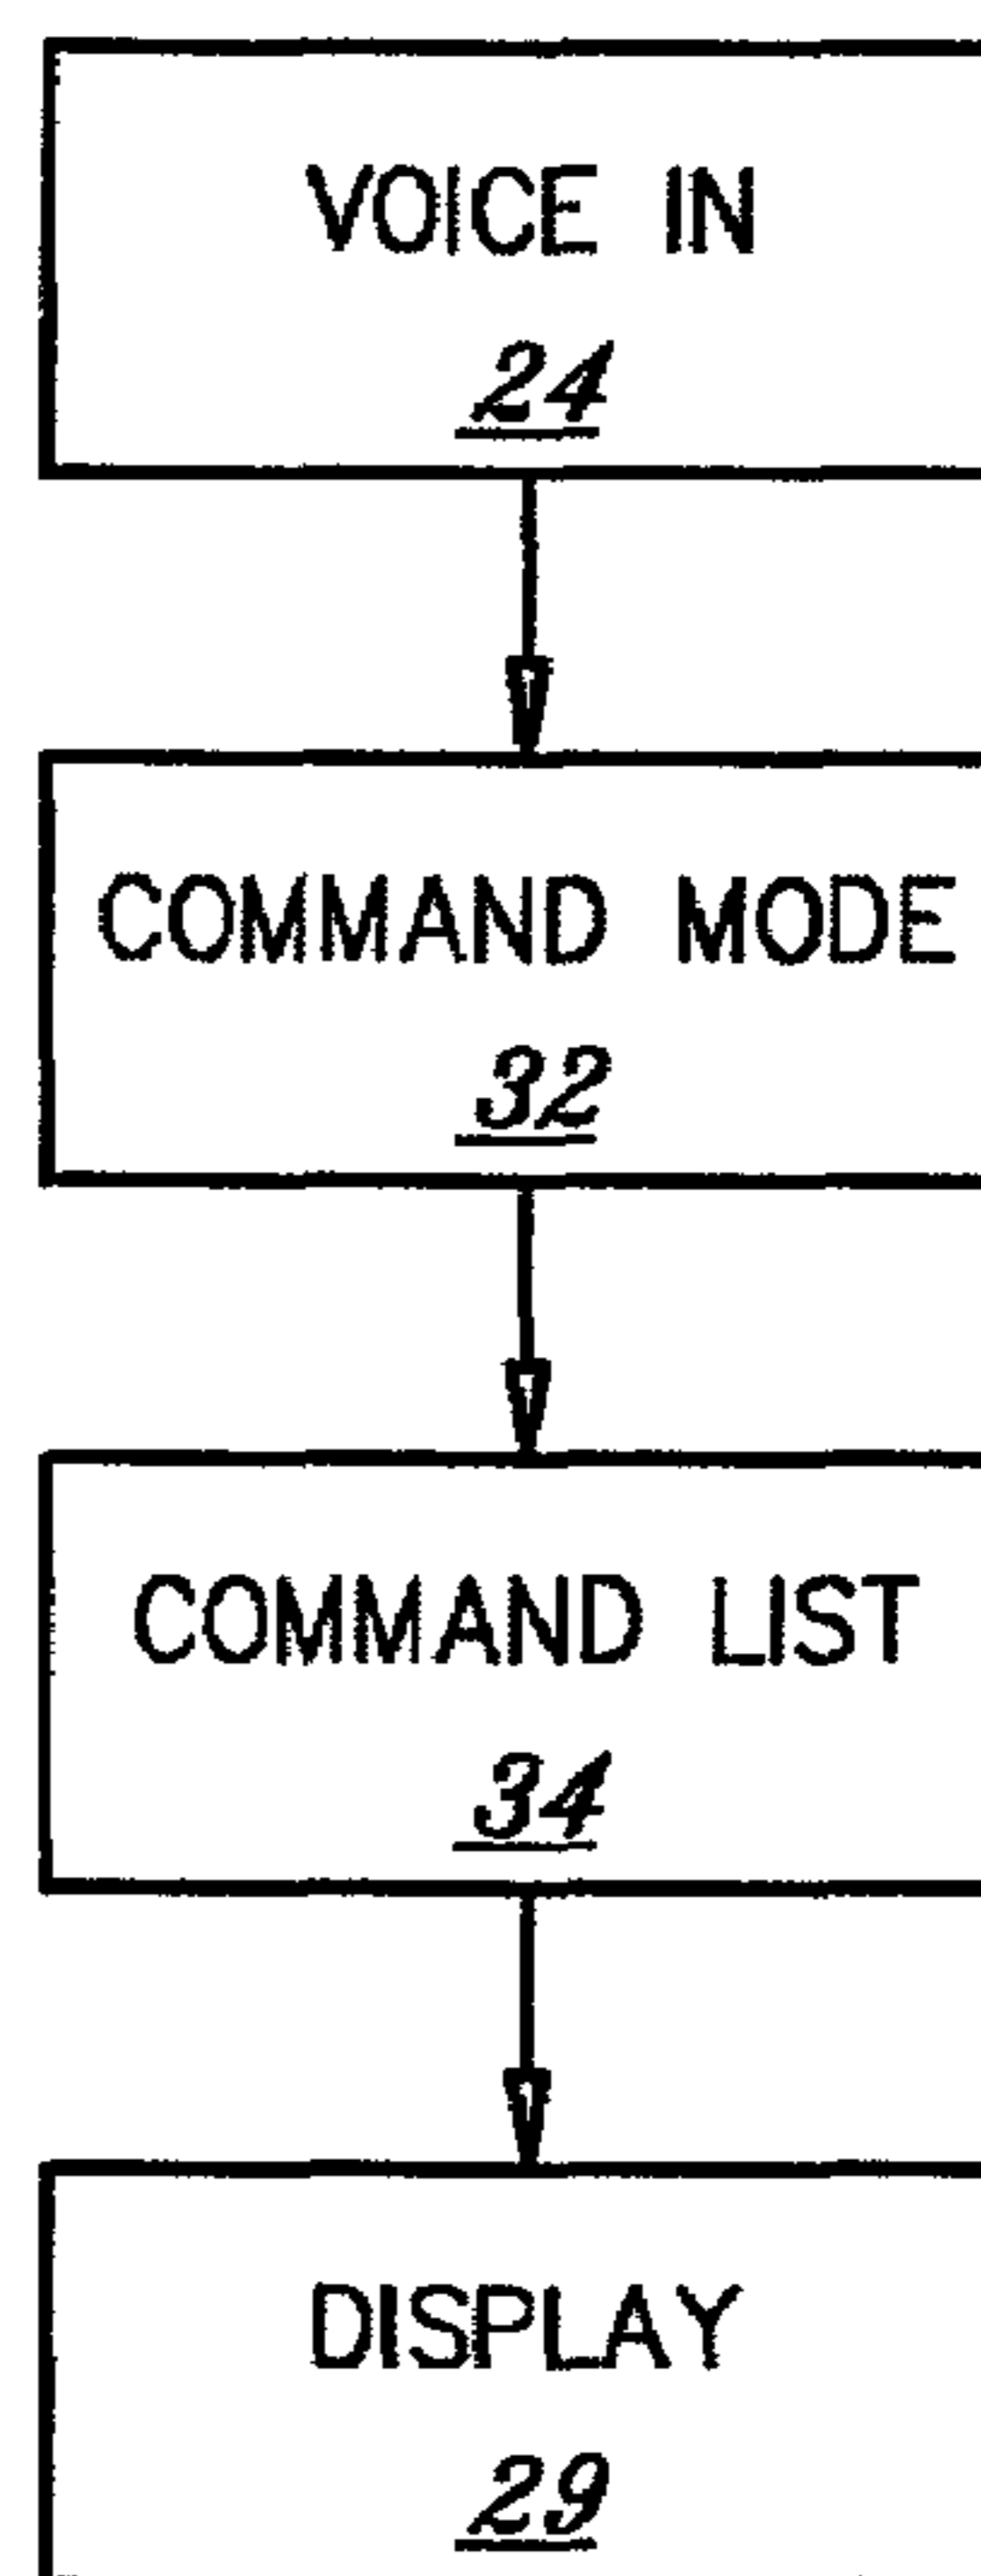 VOICE IN
24
COMMAND MODE
32
COMMAND LIST
34
DISPLAY
29